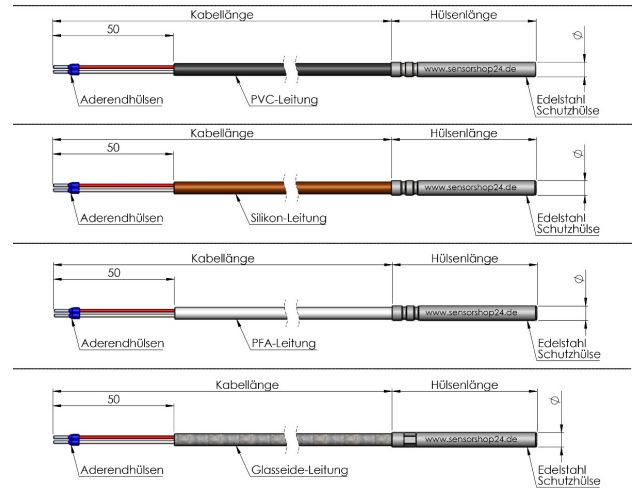 Kabellänge Hülsenlänge
50
Ø
www.sensorshop24.de
Aderendhülsen PVC-Leitung Edelstahl
Schutzhülse
Kabellänge Hülsenlänge
50
Ø
www.sensorshop24.de
Aderendhülsen Silikon-Leitung Edelstahl
Schutzhülse
Kabellänge Hülsenlänge
50
Ø
www.sensorshop24.de
Aderendhülsen PFA-Leitung Edelstahl
Schutzhülse
Kabellänge Hülsenlänge
50
Ø
www.sensorshop24.de
Aderendhülsen Glasseide-Leitung Edelstahl
Schutzhülse